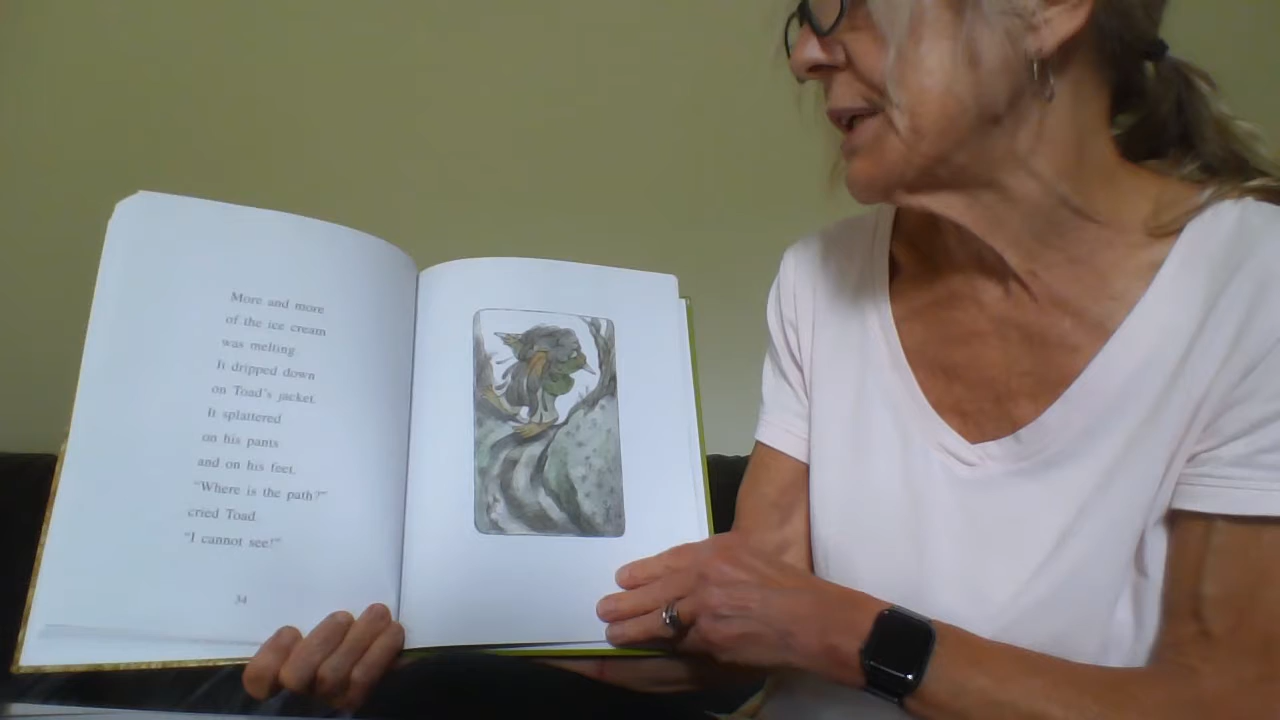 More and more
of the ice cream
was melting.
It dripped down
on Toad's jacket.
It splattered
on his pants
and on his feet.
"Where is the path?"
cried Toad.
"I cannot see!"
34